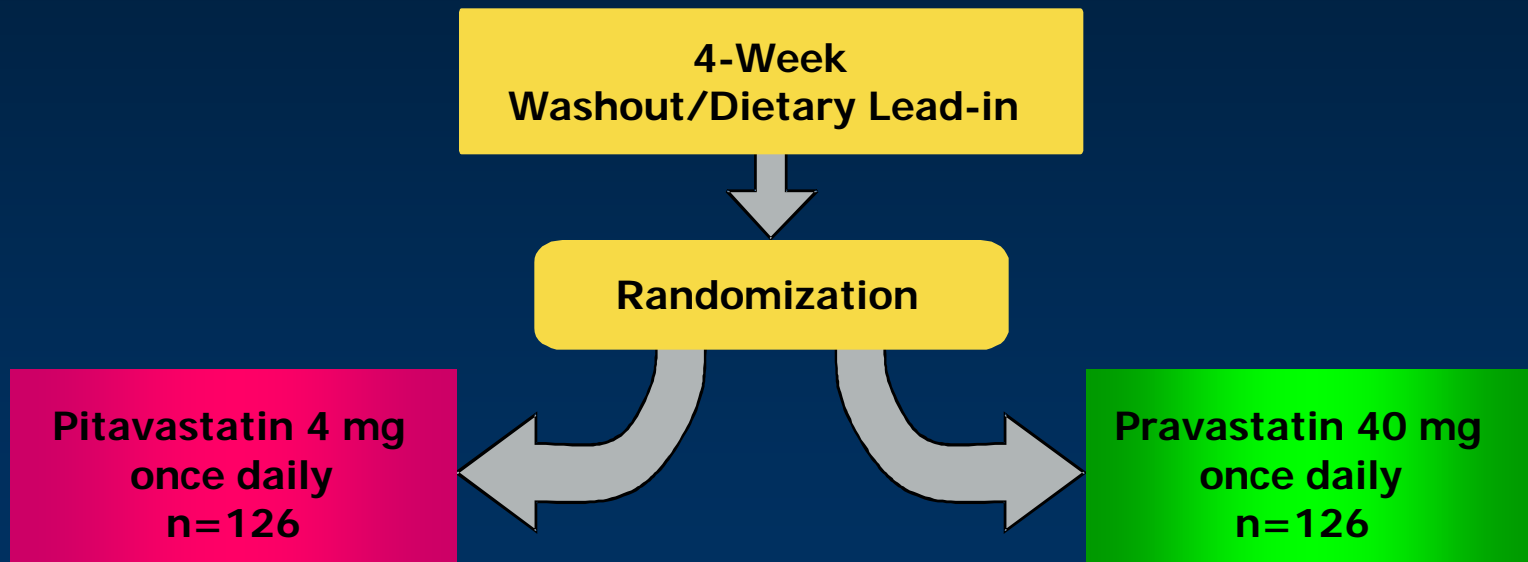 4-Week
Washout/Dietary Lead-in
Randomization
Pitavastatin 4 mg
once daily
n=126
Pravastatin 40 mg
once daily
n=126